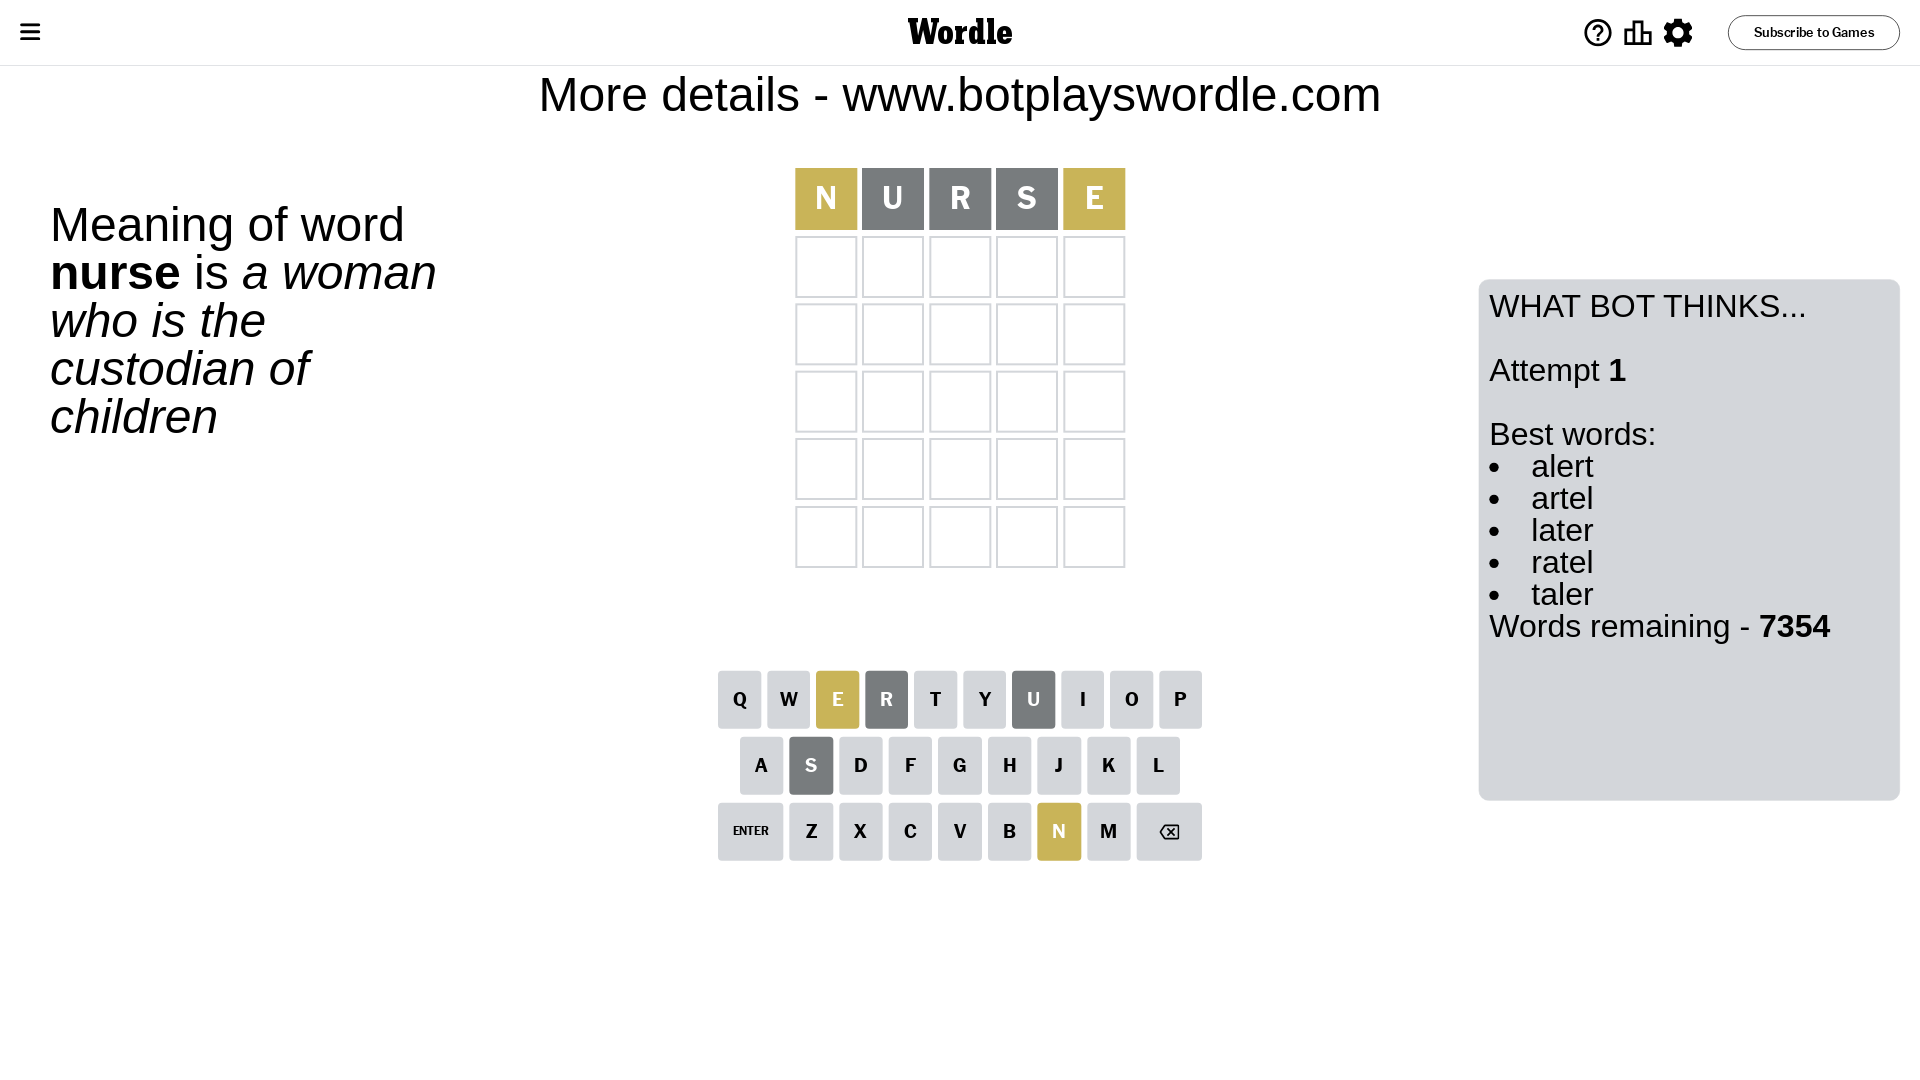 Wordle
Subscribe to Games
More details - www.botplayswordle.com
Meaning of word
nurse is a woman
who is the
custodian of
children
N U R S E
WHAT BOT THINKS...
Attempt 1
Best words:
• alert
• artel
• later
• ratel
• taler
Words remaining - 7354
Q W E R T Y U I O P
A S D F G H J K L
ENTER Z X C V B N M